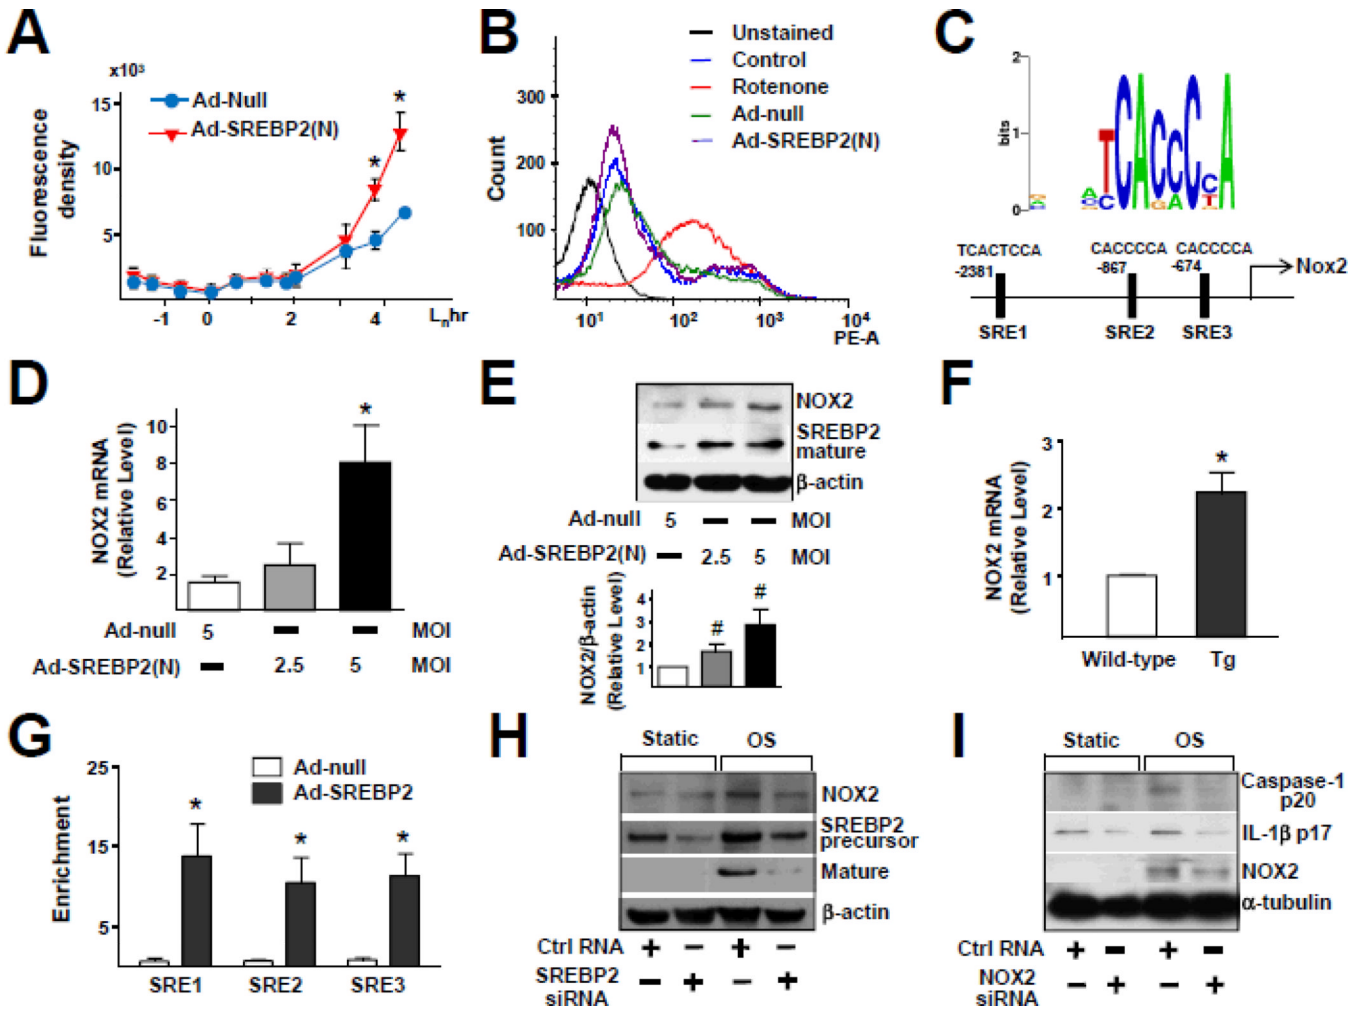 A
x10³
15
10
5
Fluorescence
density
Ad-Null
Ad-SREBP2(N)
*
*
-1
0
2
4
Lₙhr
B
Count
300
200
100
Unstained
Control
Rotenone
Ad-null
Ad-SREBP2(N)
10¹
10²
10³
10⁴
PE-A
C
2
1
0
bits
TCACCCCA
TCACTCCA
CACCCCA
CACCCCA
-2381
-867
-674
Nox2
SRE1
SRE2
SRE3
D
NOX2 mRNA
(Relative Level)
10
8
6
4
2
*
Ad-null 5 – – MOI
Ad-SREBP2(N) – 2.5 5 MOI
E
NOX2
SREBP2
mature
β-actin
Ad-null 5 – – MOI
Ad-SREBP2(N) – 2.5 5 MOI
NOX2/β-actin
(Relative Level)
4
3
2
1
#
#
F
NOX2 mRNA
(Relative Level)
3
2
1
*
Wild-type
Tg
G
Enrichment
25
15
5
Ad-null
Ad-SREBP2
*
*
*
SRE1
SRE2
SRE3
H
Static
OS
NOX2
SREBP2
precursor
Mature
β-actin
Ctrl RNA + – + –
SREBP2 – + – +
siRNA
I
Static
OS
Caspase-1
p20
IL-1β p17
NOX2
α-tubulin
Ctrl RNA + – + –
NOX2 – + – +
siRNA